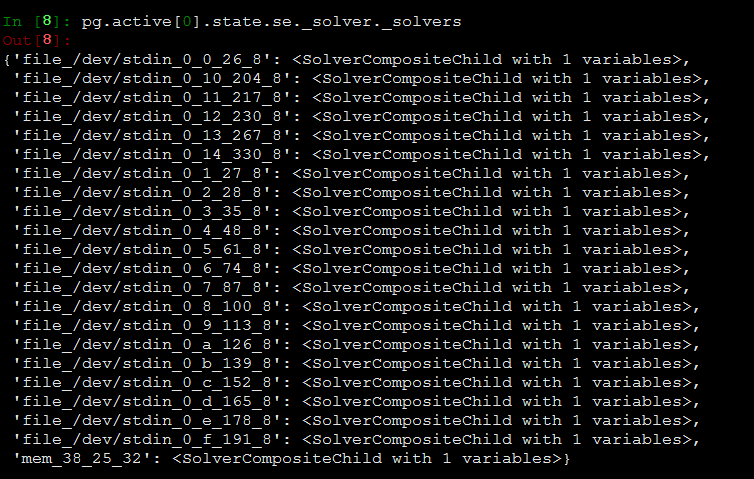 In [8]: pg.active[0].state.se._solver._solvers
Out[8]:
{'file_/dev/stdin_0_0_26_8': <SolverCompositeChild with 1 variables>,
 'file_/dev/stdin_0_10_204_8': <SolverCompositeChild with 1 variables>,
 'file_/dev/stdin_0_11_217_8': <SolverCompositeChild with 1 variables>,
 'file_/dev/stdin_0_12_230_8': <SolverCompositeChild with 1 variables>,
 'file_/dev/stdin_0_13_267_8': <SolverCompositeChild with 1 variables>,
 'file_/dev/stdin_0_14_330_8': <SolverCompositeChild with 1 variables>,
 'file_/dev/stdin_0_1_27_8': <SolverCompositeChild with 1 variables>,
 'file_/dev/stdin_0_2_28_8': <SolverCompositeChild with 1 variables>,
 'file_/dev/stdin_0_3_35_8': <SolverCompositeChild with 1 variables>,
 'file_/dev/stdin_0_4_48_8': <SolverCompositeChild with 1 variables>,
 'file_/dev/stdin_0_5_61_8': <SolverCompositeChild with 1 variables>,
 'file_/dev/stdin_0_6_74_8': <SolverCompositeChild with 1 variables>,
 'file_/dev/stdin_0_7_87_8': <SolverCompositeChild with 1 variables>,
 'file_/dev/stdin_0_8_100_8': <SolverCompositeChild with 1 variables>,
 'file_/dev/stdin_0_9_113_8': <SolverCompositeChild with 1 variables>,
 'file_/dev/stdin_0_a_126_8': <SolverCompositeChild with 1 variables>,
 'file_/dev/stdin_0_b_139_8': <SolverCompositeChild with 1 variables>,
 'file_/dev/stdin_0_c_152_8': <SolverCompositeChild with 1 variables>,
 'file_/dev/stdin_0_d_165_8': <SolverCompositeChild with 1 variables>,
 'file_/dev/stdin_0_e_178_8': <SolverCompositeChild with 1 variables>,
 'file_/dev/stdin_0_f_191_8': <SolverCompositeChild with 1 variables>,
 'mem_38_25_32': <SolverCompositeChild with 1 variables>}